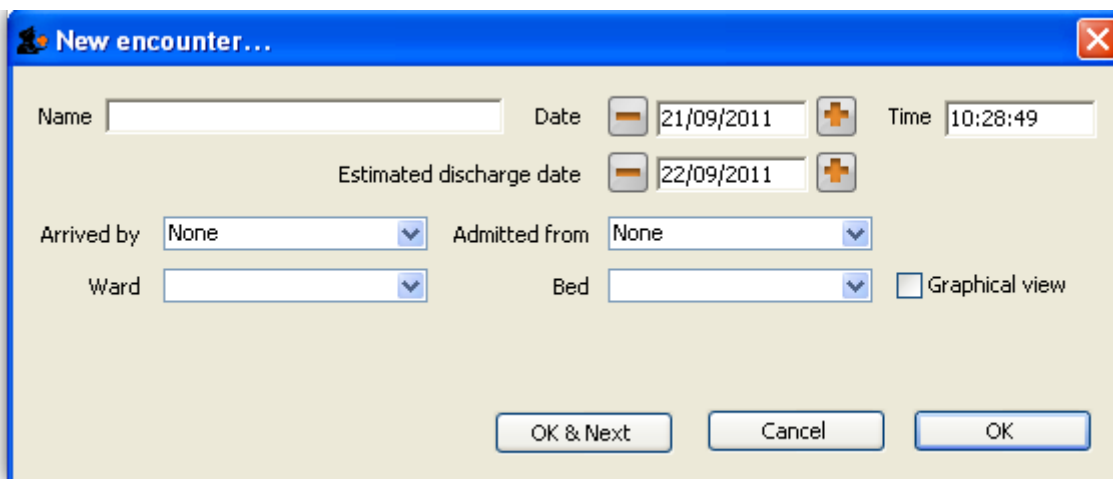 New encounter...
Name Date 21/09/2011 Time 10:28:49
Estimated discharge date 22/09/2011
Arrived by None Admitted from None
Ward Bed Graphical view
OK & Next Cancel OK